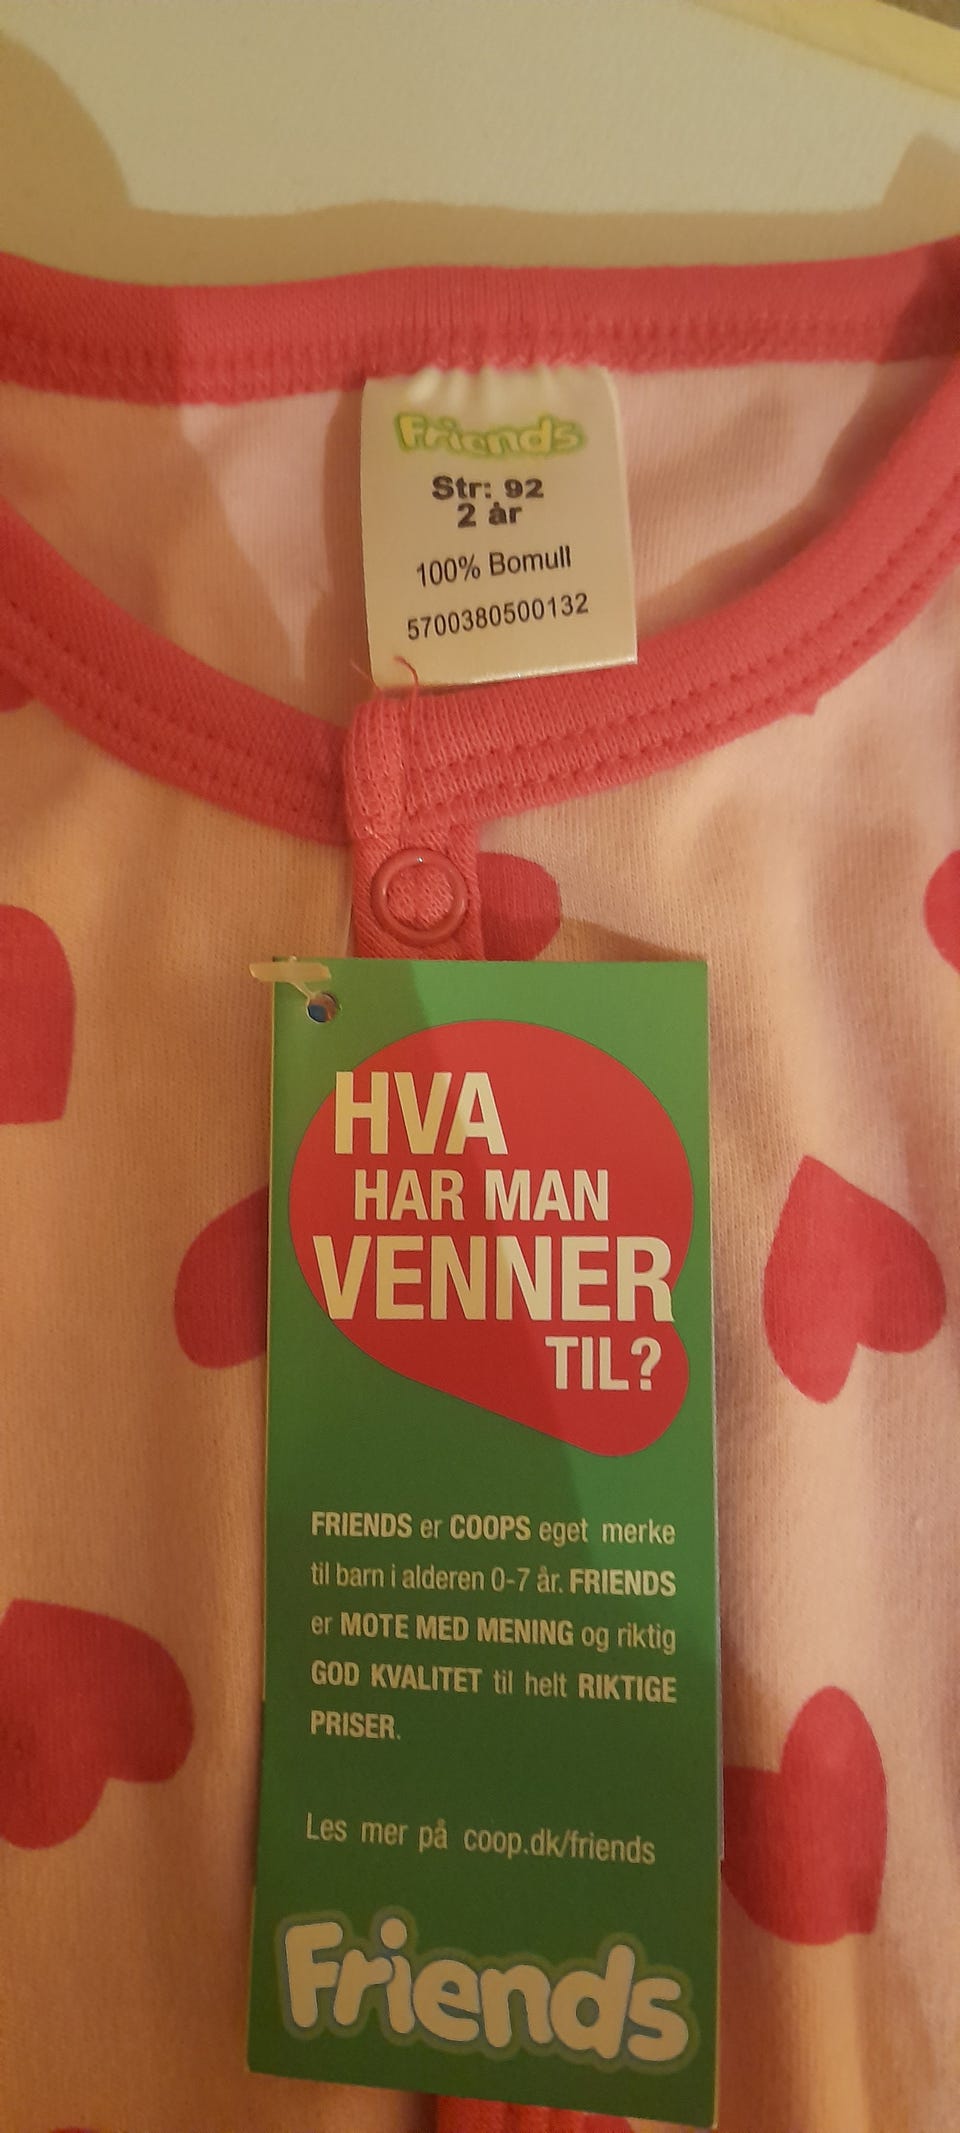 Friends
Str: 92
2 år
100% Bomull
5700380500132
HVA
HAR MAN
VENNER
TIL?
FRIENDS er COOPS eget merke
til barn i alderen 0-7 år. FRIENDS
er MOTE MED MENING og riktig
GOD KVALITET til helt RIKTIGE
PRISER.
Les mer på coop.dk/friends
Friends